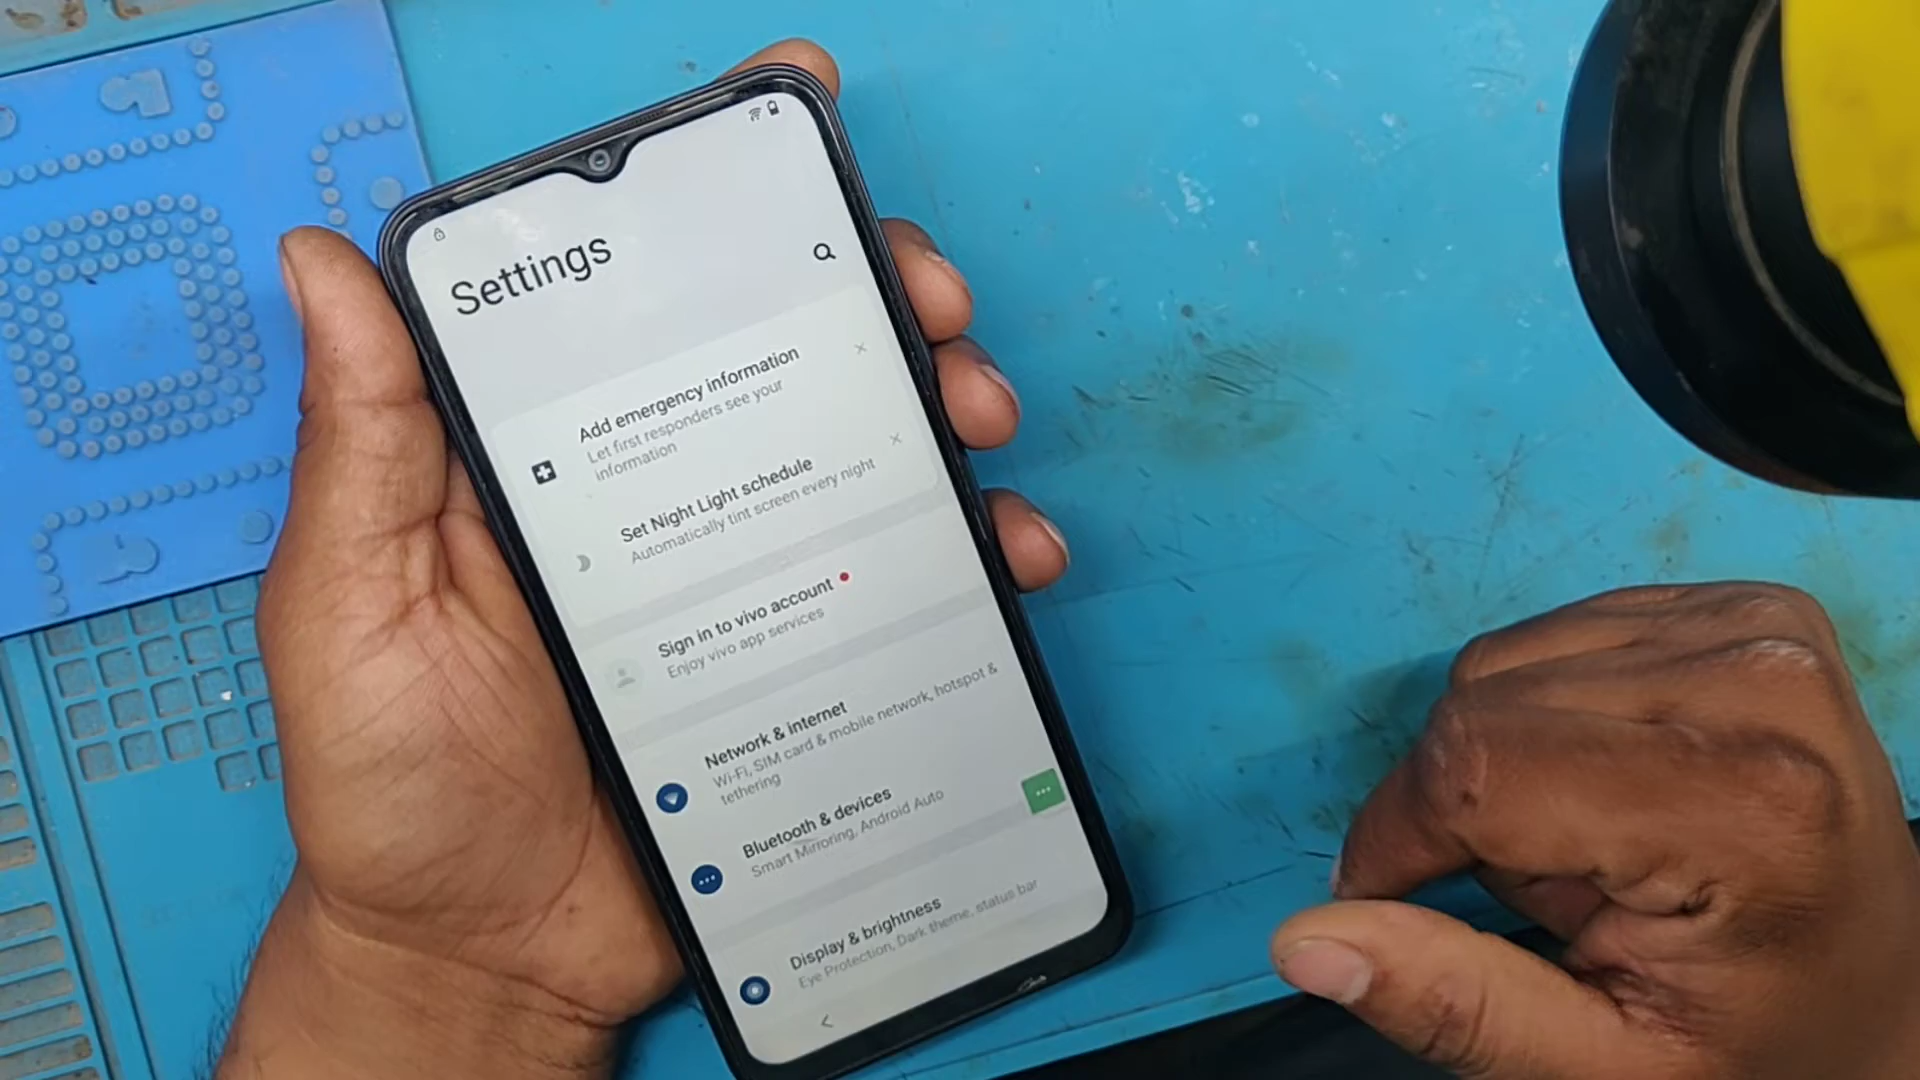 Settings
Add emergency information
Let first responders see your
information
Set Night Light schedule
Automatically tint screen every night
Sign in to vivo account
Enjoy vivo app services
Network & internet
Wi-Fi, SIM card & mobile network, hotspot &
tethering
Bluetooth & devices
Smart Mirroring, Android Auto
Display & brightness
Eye Protection, Dark theme, status bar